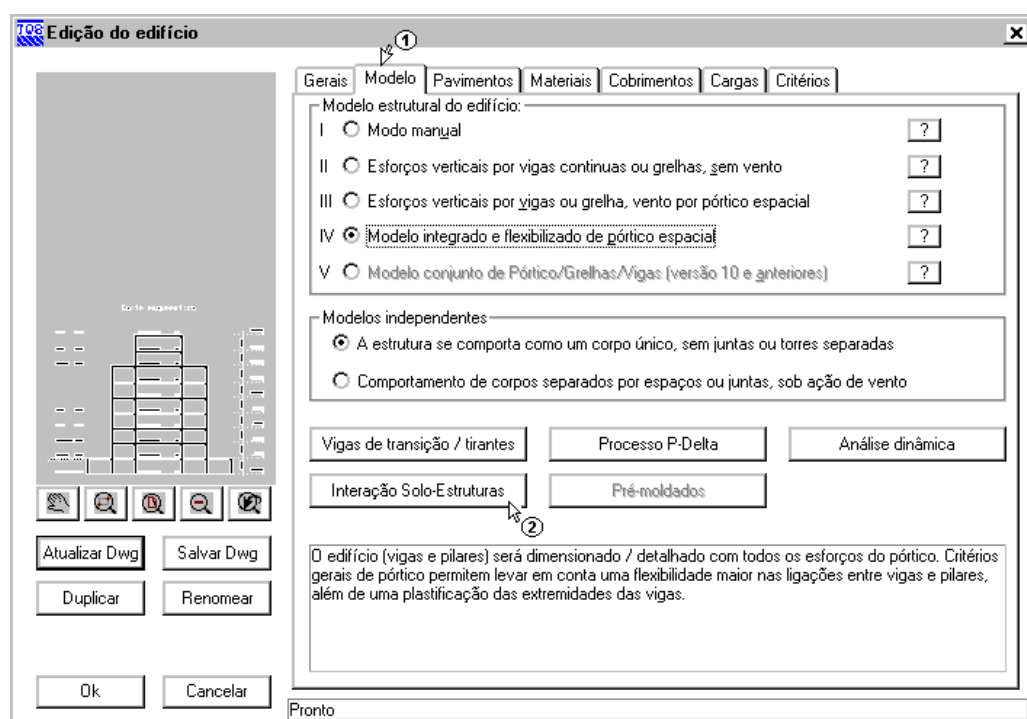 TQS Edição do edifício
1
Gerais Modelo Pavimentos Materiais Cobrimentos Cargas Critérios
Modelo estrutural do edifício:
I Modo manual ?
II Esforços verticais por vigas continuas ou grelhas, sem vento ?
III Esforços verticais por vigas ou grelha, vento por pórtico espacial ?
IV Modelo integrado e flexibilizado de pórtico espacial ?
V Modelo conjunto de Pórtico/Grelhas/Vigas (versão 10 e anteriores) ?
Corte esquematico
Modelos independentes
A estrutura se comporta como um corpo único, sem juntas ou torres separadas
Comportamento de corpos separados por espaços ou juntas, sob ação de vento
Vigas de transição / tirantes Processo P-Delta Análise dinâmica
Interação Solo-Estruturas Pré-moldados
2
Atualizar Dwg Salvar Dwg
Duplicar Renomear
O edifício (vigas e pilares) será dimensionado / detalhado com todos os esforços do pórtico. Critérios
gerais de pórtico permitem levar em conta uma flexibilidade maior nas ligações entre vigas e pilares,
além de uma plastificação das extremidades das vigas.
Ok Cancelar
Pronto